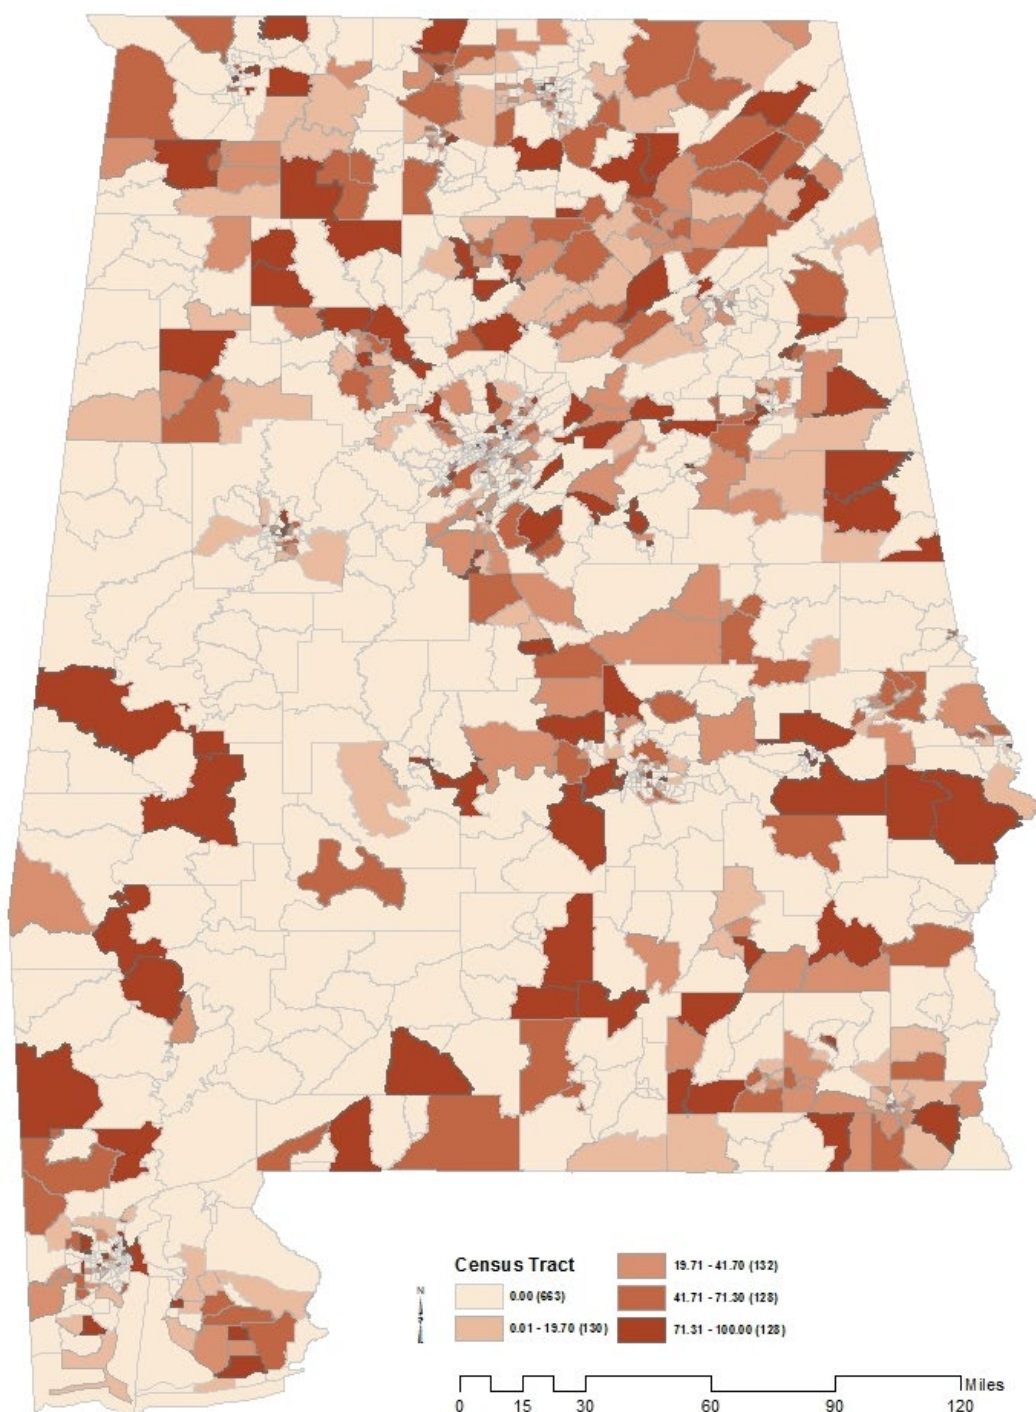 Census Tract
0.00 (663)
0.01 - 19.70 (130)
19.71 - 41.70 (132)
41.71 - 71.30 (128)
71.31 - 100.00 (128)
N
Miles
0 15 30 60 90 120